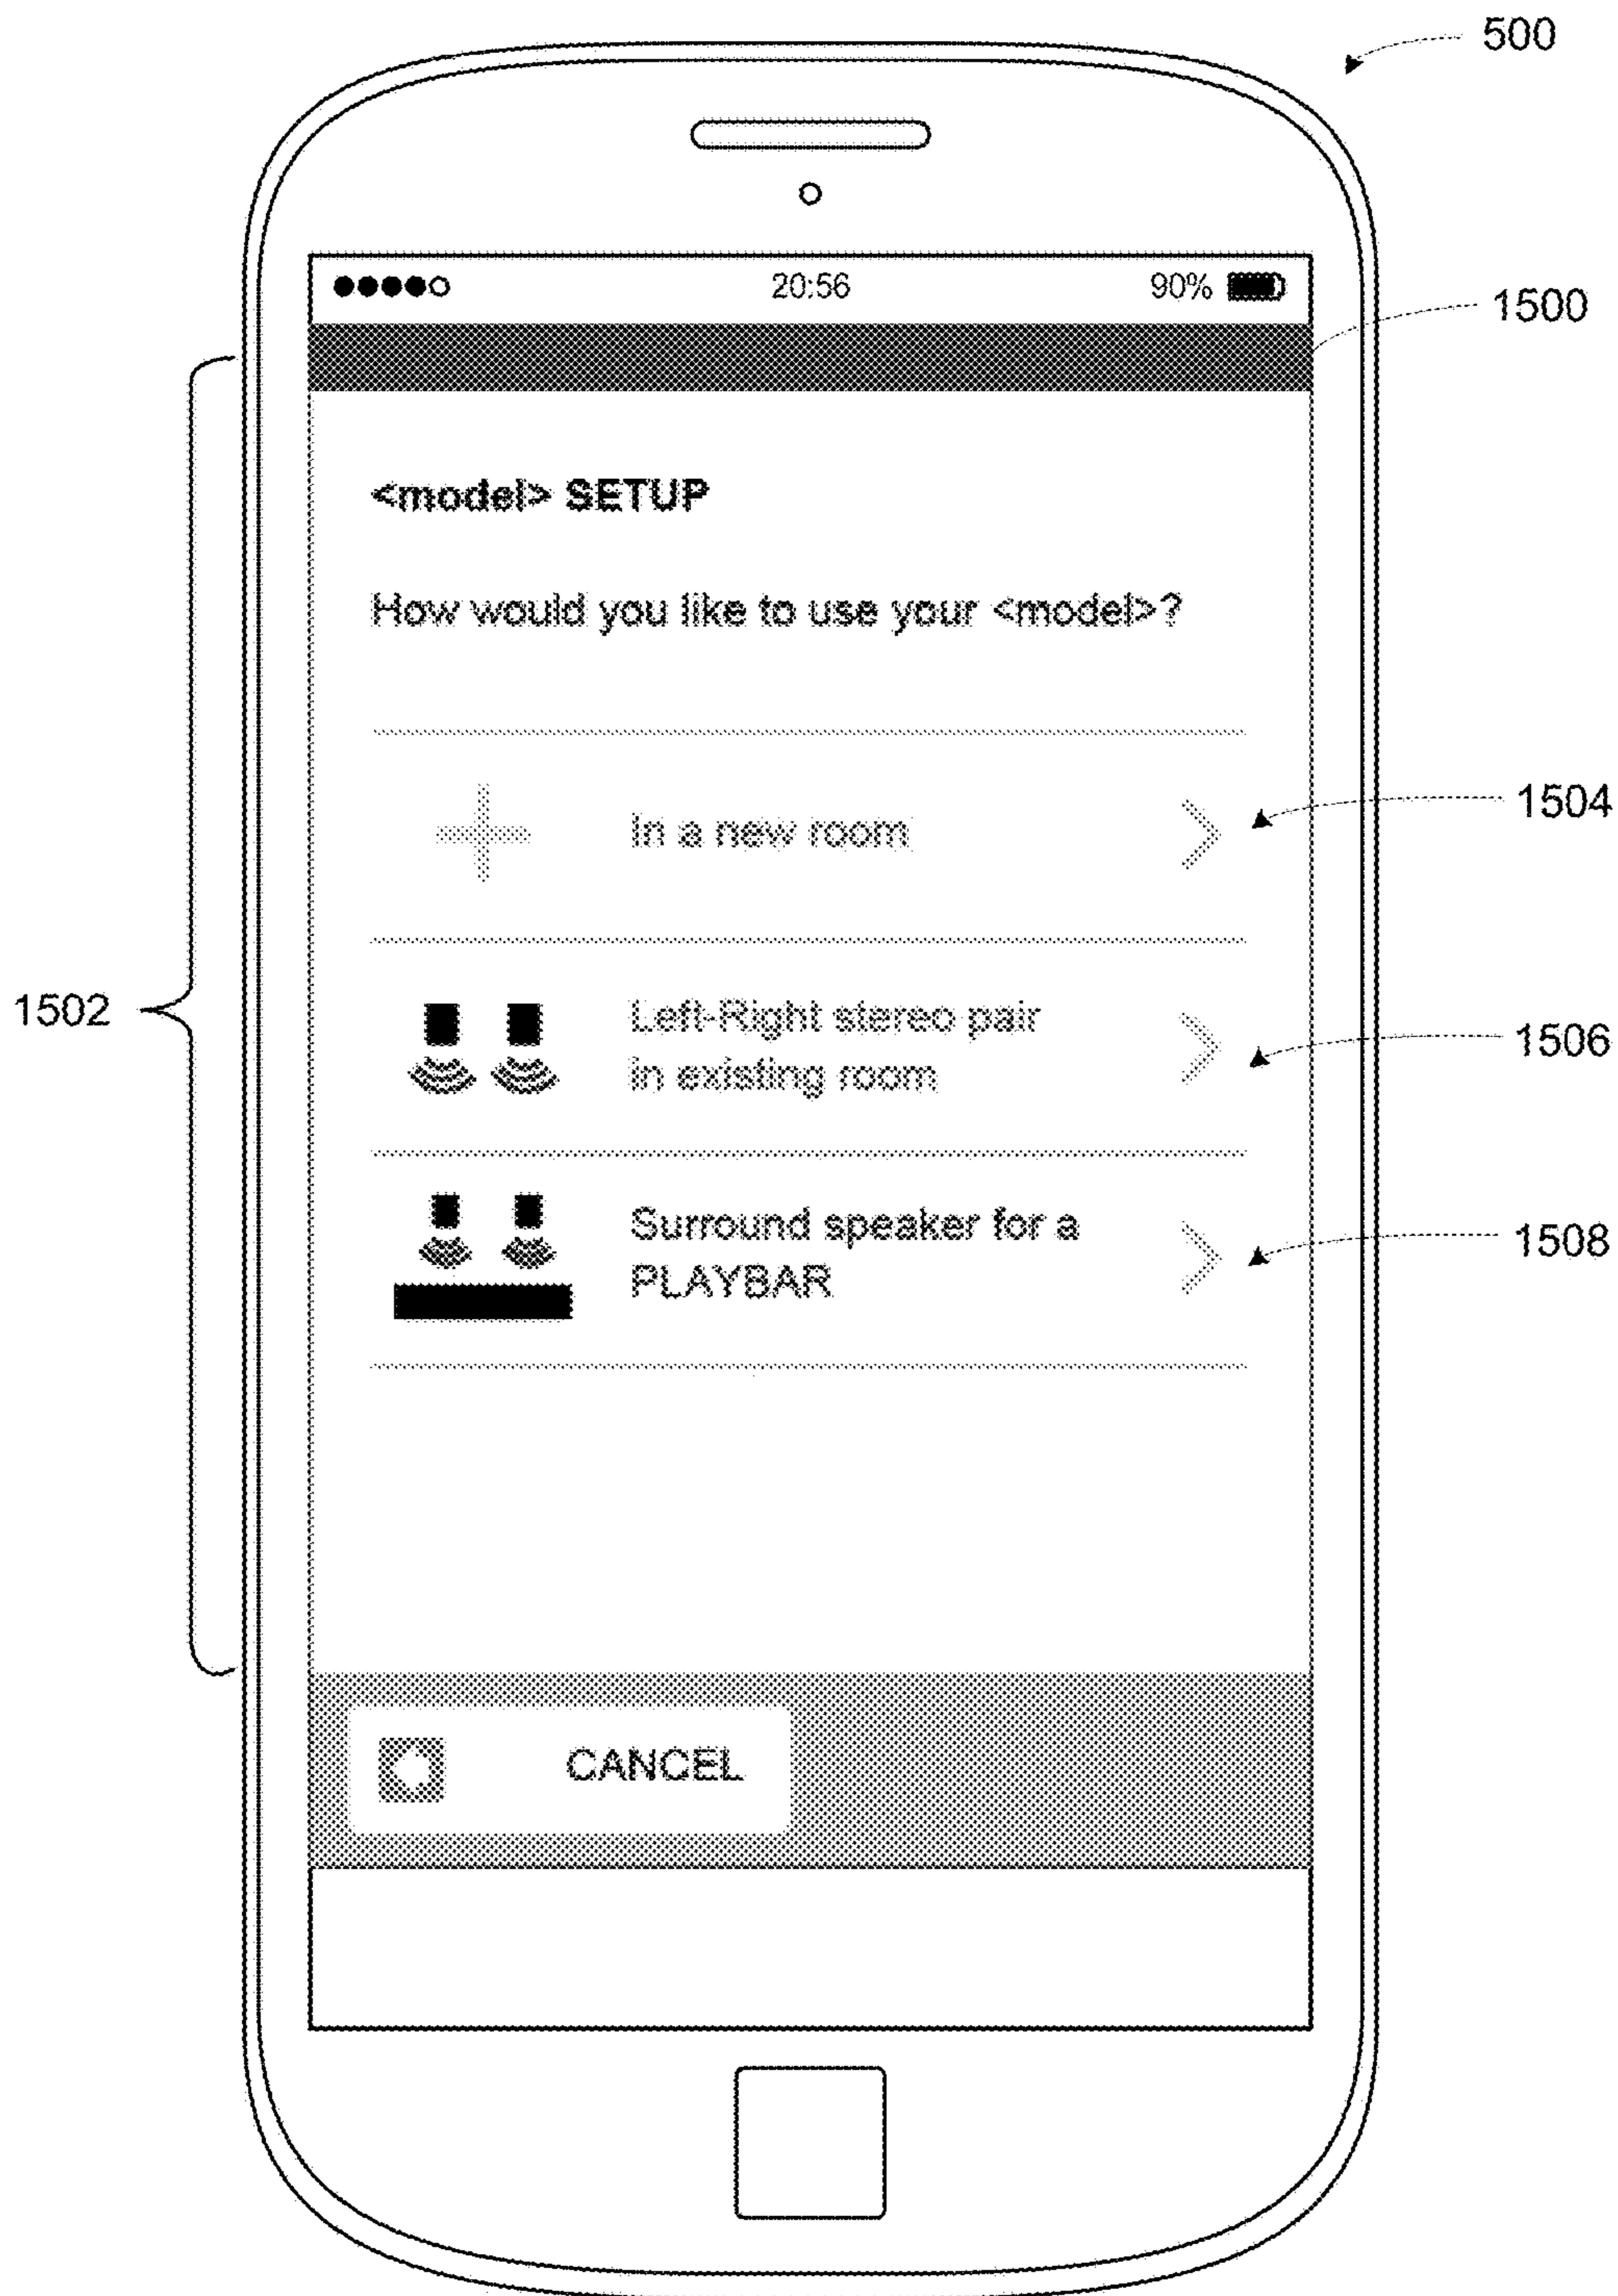 500
20:56
90%
1500
<model> SETUP
How would you like to use your <model>?
In a new room
1504
1502
Left-Right stereo pair
in existing room
1506
Surround speaker for a
PLAYBAR
1508
CANCEL